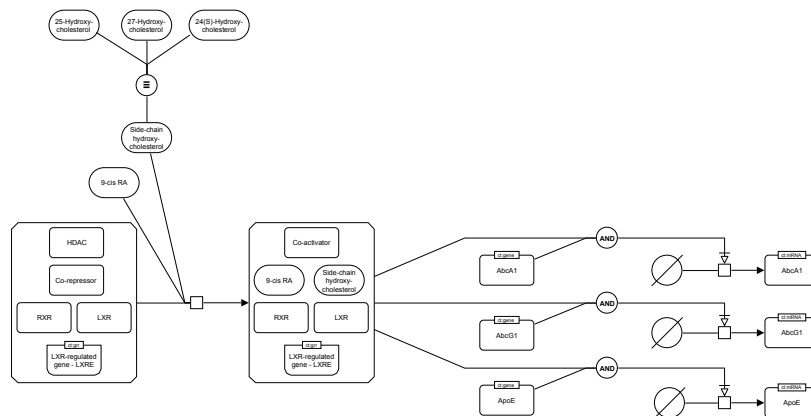 25-Hydroxy-
cholesterol
27-Hydroxy-
cholesterol
24(S)-Hydroxy-
cholesterol
≡
Side-chain
hydroxy-
cholesterol
9-cis RA
HDAC
Co-repressor
RXR
LXR
ct:grr
LXR-regulated
gene - LXRE
Co-activator
9-cis RA
Side-chain
hydroxy-
cholesterol
RXR
LXR
ct:grr
LXR-regulated
gene - LXRE
AND
ct:gene
AbcA1
ct:mRNA
AbcA1
AND
ct:gene
AbcG1
ct:mRNA
AbcG1
AND
ct:gene
ApoE
ct:mRNA
ApoE